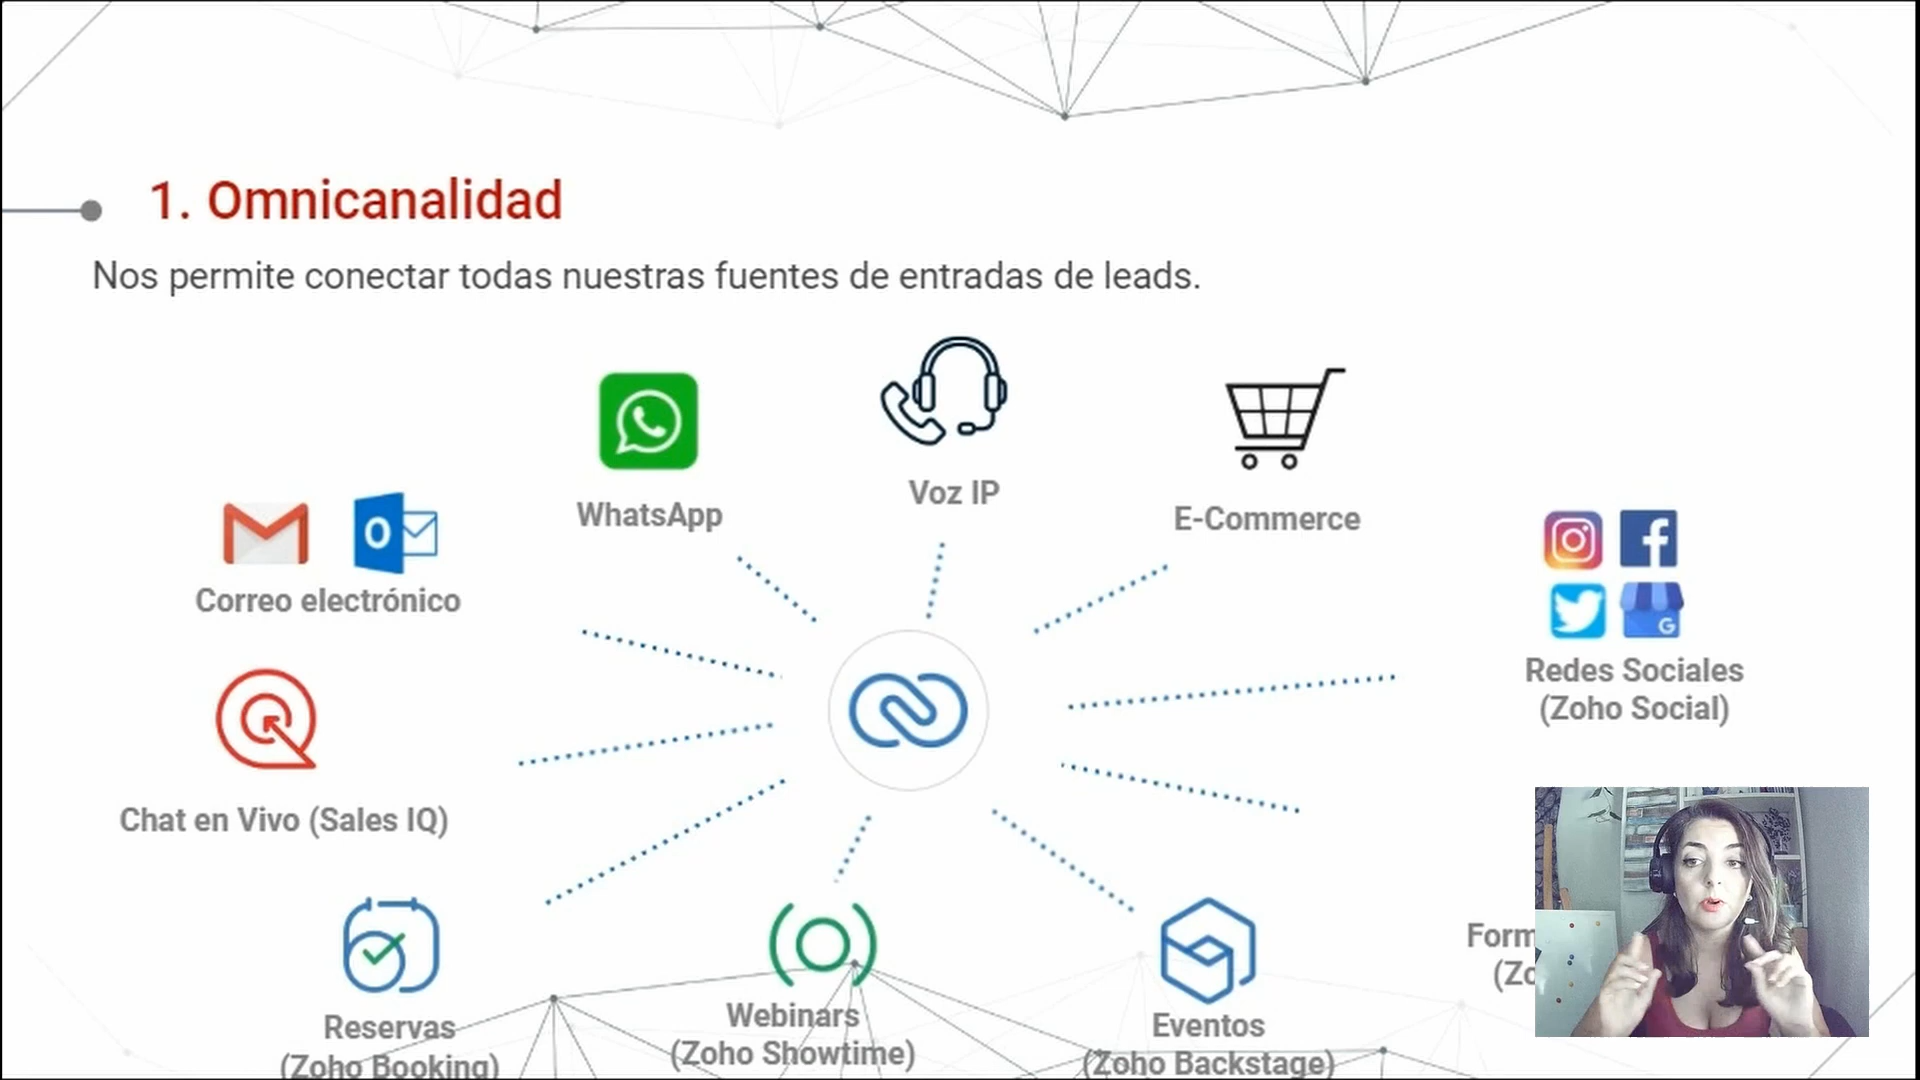 1. Omnicanalidad
Nos permite conectar todas nuestras fuentes de entradas de leads.
WhatsApp
Voz IP
E-Commerce
Correo electrónico
Redes Sociales
(Zoho Social)
Chat en Vivo (Sales IQ)
Reservas
(Zoho Booking)
Webinars
(Zoho Showtime)
Eventos
(Zoho Backstage)